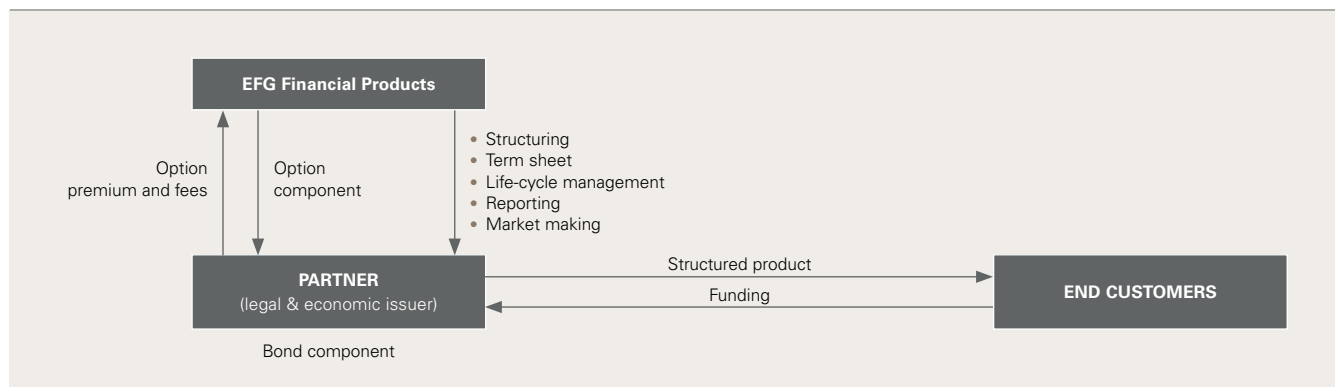 EFG Financial Products
Option
premium and fees
Option
component
• Structuring
• Term sheet
• Life-cycle management
• Reporting
• Market making
PARTNER
(legal & economic issuer)
Structured product
Funding
END CUSTOMERS
Bond component